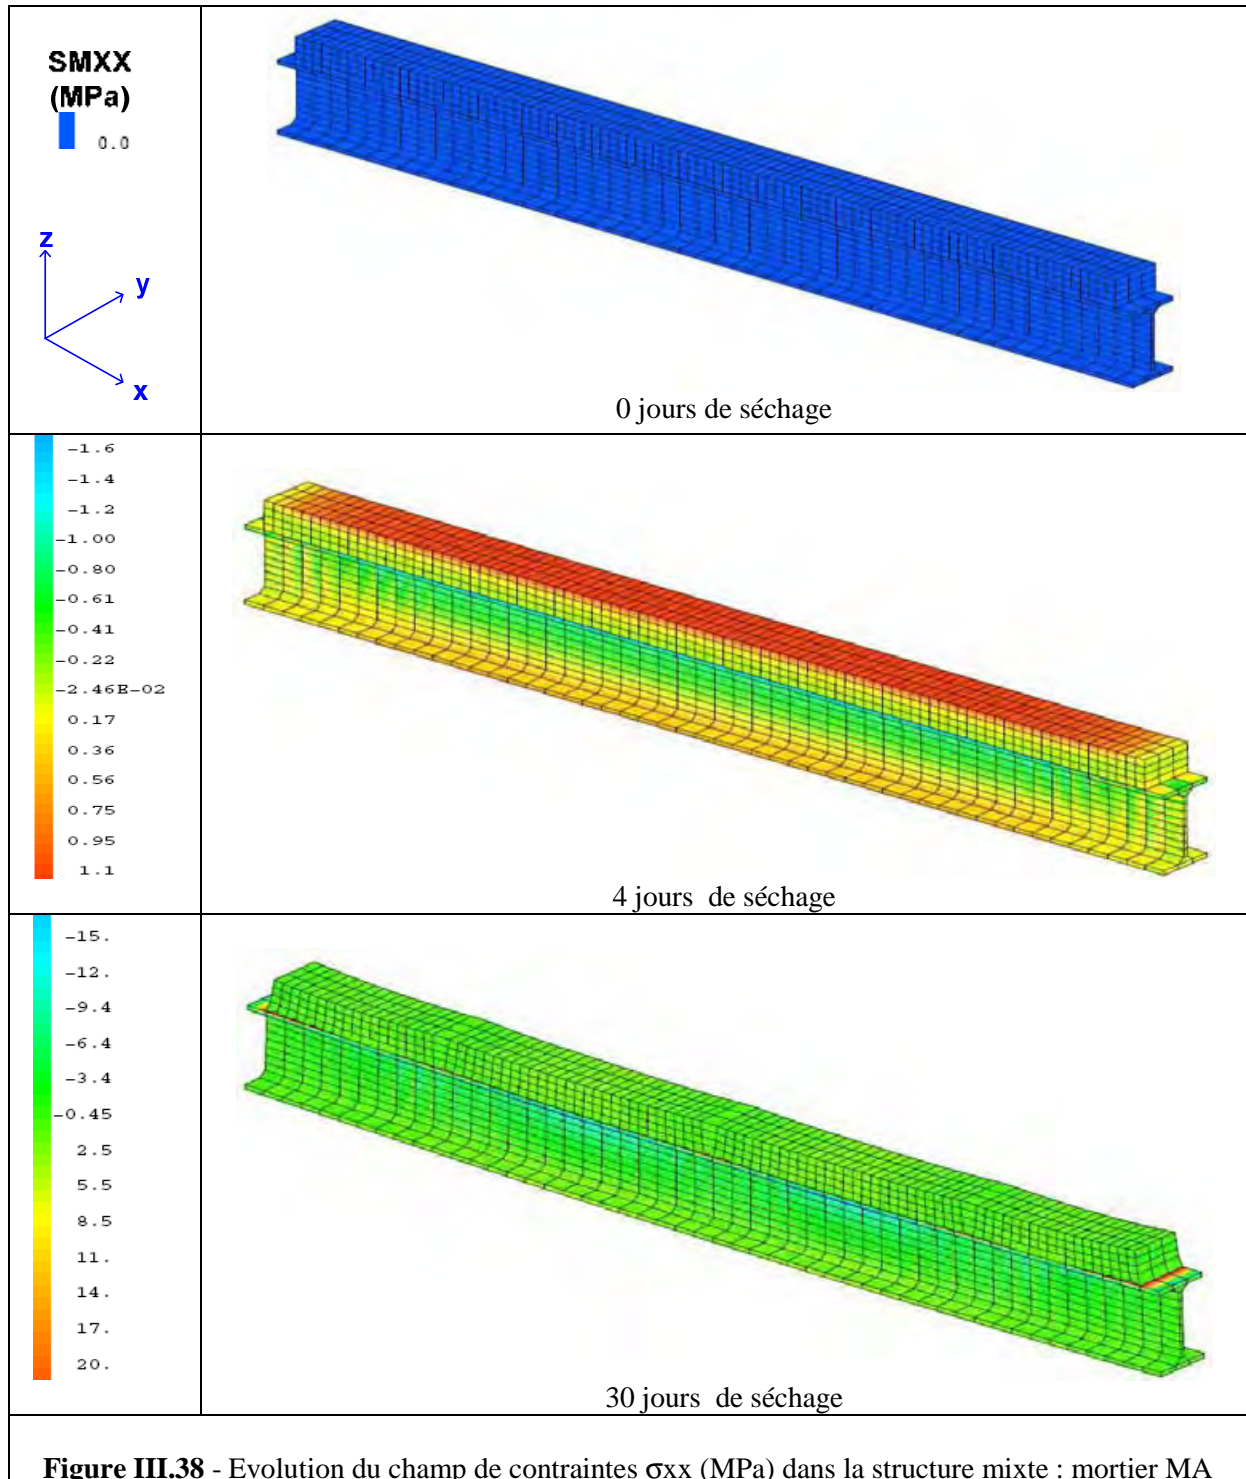 SMXX
(MPa)
0.0
z
y
x
0 jours de séchage
-1.6
-1.4
-1.2
-1.00
-0.80
-0.61
-0.41
-0.22
-2.46E-02
0.17
0.36
0.56
0.75
0.95
1.1
4 jours de séchage
-15.
-12.
-9.4
-6.4
-3.4
-0.45
2.5
5.5
8.5
11.
14.
17.
20.
30 jours de séchage
Figure III.38 - Evolution du champ de contraintes σxx (MPa) dans la structure mixte : mortier MA